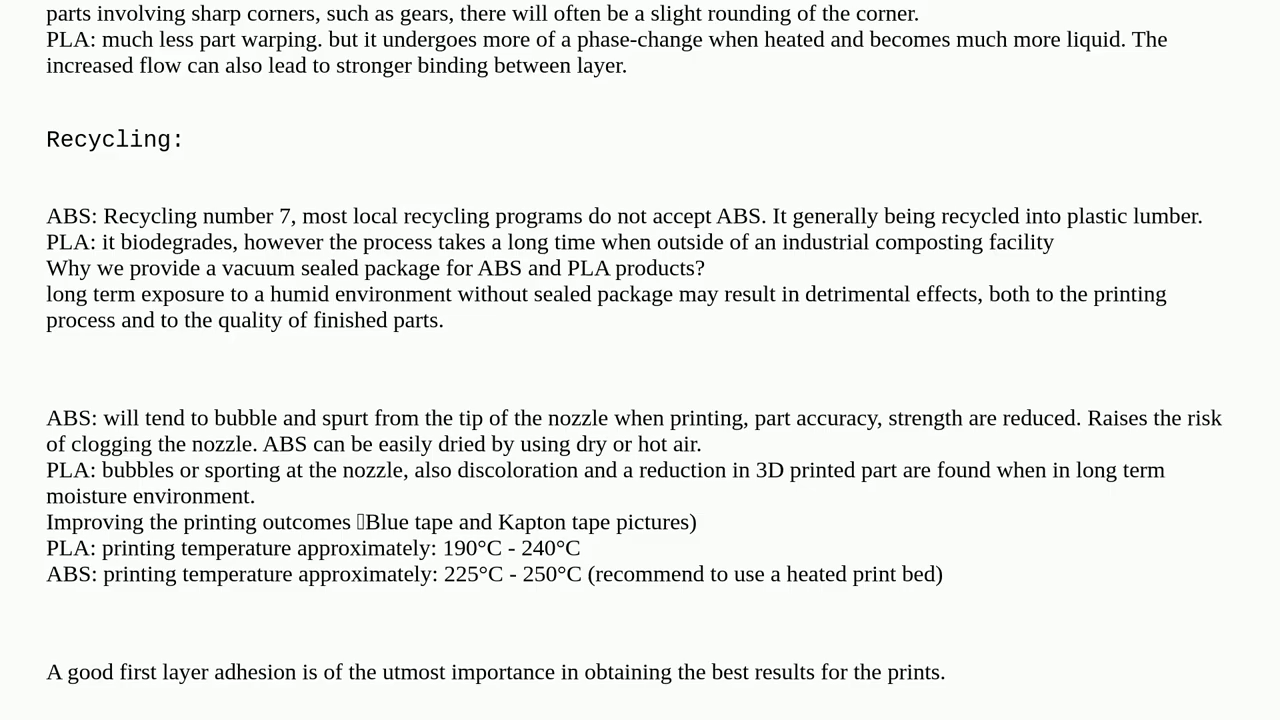 parts involving sharp corners, such as gears, there will often be a slight rounding of the corner.
PLA: much less part warping. but it undergoes more of a phase-change when heated and becomes much more liquid. The
increased flow can also lead to stronger binding between layer.
Recycling:
ABS: Recycling number 7, most local recycling programs do not accept ABS. It generally being recycled into plastic lumber.
PLA: it biodegrades, however the process takes a long time when outside of an industrial composting facility
Why we provide a vacuum sealed package for ABS and PLA products?
long term exposure to a humid environment without sealed package may result in detrimental effects, both to the printing
process and to the quality of finished parts.
ABS: will tend to bubble and spurt from the tip of the nozzle when printing, part accuracy, strength are reduced. Raises the risk
of clogging the nozzle. ABS can be easily dried by using dry or hot air.
PLA: bubbles or sporting at the nozzle, also discoloration and a reduction in 3D printed part are found when in long term
moisture environment.
Improving the printing outcomes Blue tape and Kapton tape pictures)
PLA: printing temperature approximately: 190°C - 240°C
ABS: printing temperature approximately: 225°C - 250°C (recommend to use a heated print bed)
A good first layer adhesion is of the utmost importance in obtaining the best results for the prints.